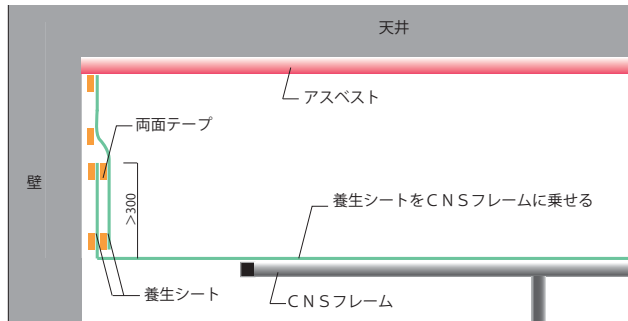 天井
アスベスト
両面テープ
壁
>300
養生シートをＣＮＳフレームに乗せる
養生シート
ＣＮＳフレーム